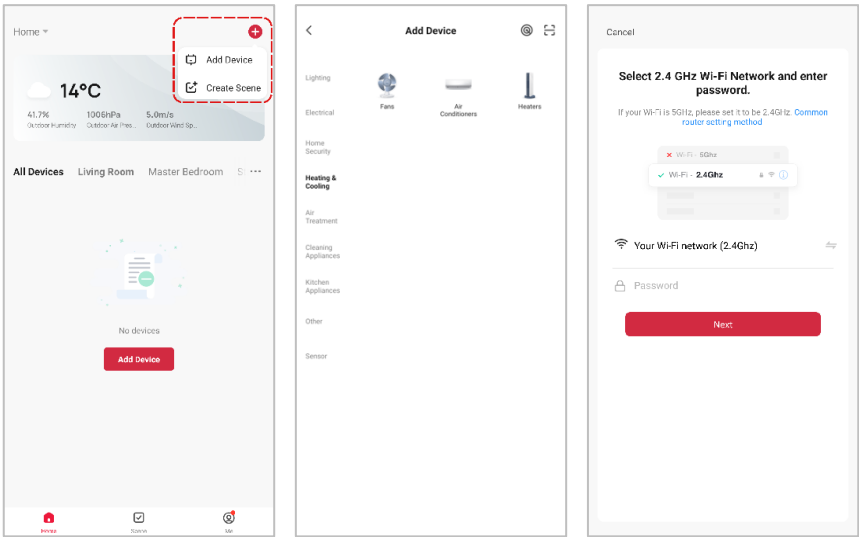 Home
Add Device
Create Scene
14°C
41.7% 1006hPa 5.0m/s
Outdoor Humidity Outdoor Air Pres... Outdoor Wind Sp...
All Devices Living Room Master Bedroom S ...
No devices
Add Device
Home Scene Me
Add Device
Lighting
Electrical
Home
Security
Heating &
Cooling
Air
Treatment
Cleaning
Appliances
Kitchen
Appliances
Other
Sensor
Fans
Air
Conditioners
Heaters
Cancel
Select 2.4 GHz Wi-Fi Network and enter
password.
If your Wi-Fi is 5GHz, please set it to be 2.4GHz. Common
router setting method
Wi-Fi - 5Ghz
Wi-Fi - 2.4Ghz
Your Wi-Fi network (2.4Ghz)
Password
Next